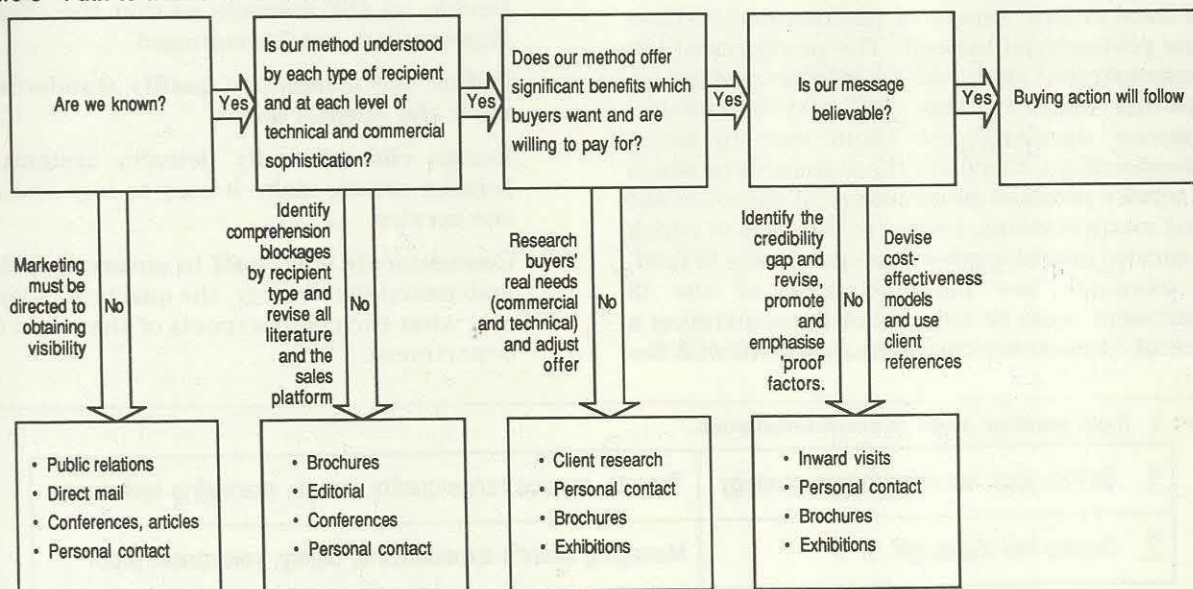 Are we known?
Yes
Is our method understood
by each type of recipient
and at each level of
technical and commercial
sophistication?
Yes
Does our method offer
significant benefits which
buyers want and are
willing to pay for?
Yes
Is our message
believable?
Yes
Buying action will follow
Marketing
must be
directed to
obtaining
visibility
No
Identify
comprehension
blockages
by recipient
type and
revise all
literature
and the
sales
platform
No
Research
buyers'
real needs
(commercial
and technical)
and adjust
offer
No
Identify the
credibility
gap and
raise,
promote
and
emphasise
'proof
factors.
No
Devise
cost-
effectiveness
models
and use
client
references
• Public relations
• Direct mail
• Conferences, articles
• Personal contact
• Brochures
• Editorial
• Conferences
• Personal contact
• Client research
• Personal contact
• Brochures
• Exhibitions
• Inward visits
• Personal contact
• Brochures
• Exhibitions